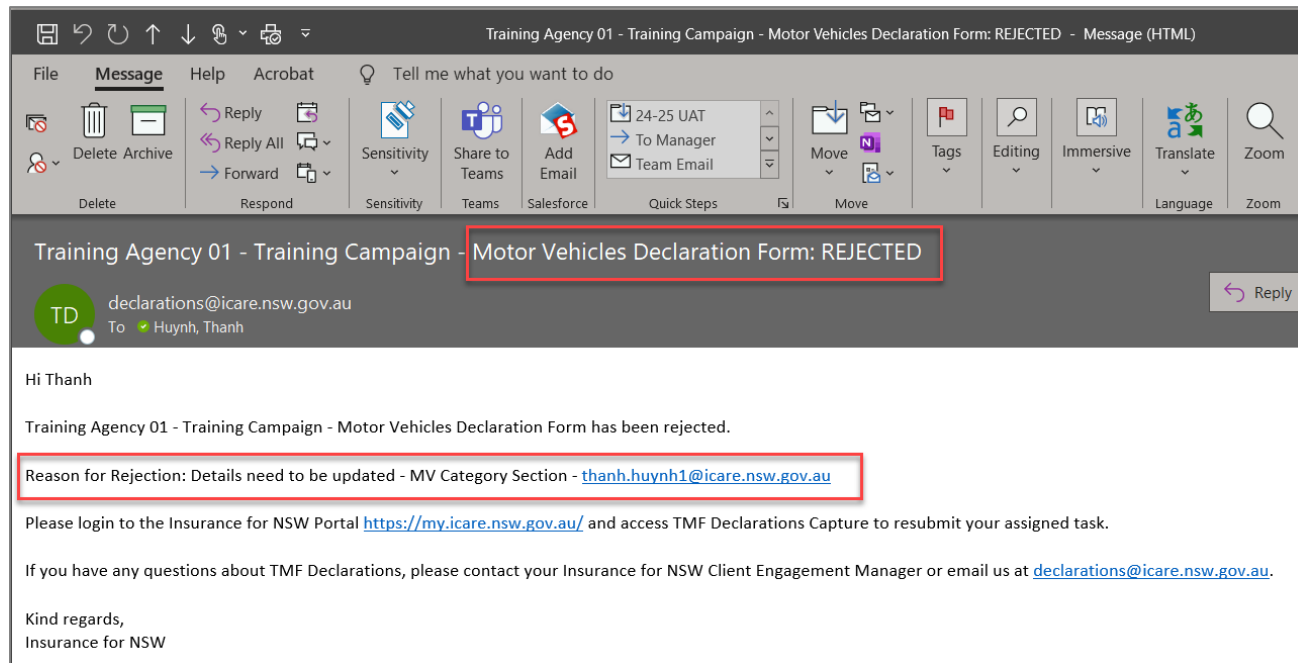 Training Agency 01 - Training Campaign - Motor Vehicles Declaration Form: REJECTED - Message (HTML)
File Message Help Acrobat Tell me what you want to do
Delete Archive
Reply
Reply All
Forward
Sensitivity
Share to Teams
Add Email
24-25 UAT
To Manager
Team Email
Move
Tags
Editing
Immersive
Translate
Zoom
Delete Respond Sensitivity Teams Salesforce Quick Steps Move Language Zoom
Training Agency 01 - Training Campaign - Motor Vehicles Declaration Form: REJECTED
TD
declarations@icare.nsw.gov.au
To Huynh, Thanh
Reply
Hi Thanh
Training Agency 01 - Training Campaign - Motor Vehicles Declaration Form has been rejected.
Reason for Rejection: Details need to be updated - MV Category Section - thanh.huynh1@icare.nsw.gov.au
Please login to the Insurance for NSW Portal https://my.icare.nsw.gov.au/ and access TMF Declarations Capture to resubmit your assigned task.
If you have any questions about TMF Declarations, please contact your Insurance for NSW Client Engagement Manager or email us at declarations@icare.nsw.gov.au.
Kind regards,
Insurance for NSW